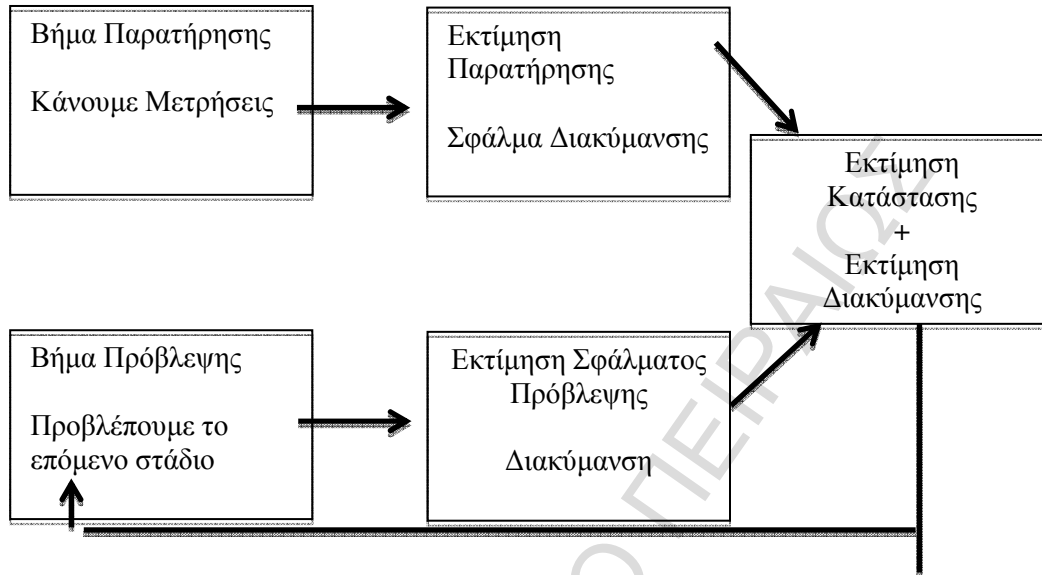 Βήμα Παρατήρησης
Κάνουμε Μετρήσεις
Εκτίμηση
Παρατήρησης
Σφάλμα Διακύμανσης
Εκτίμηση
Κατάστασης
+
Εκτίμηση
Διακύμανσης
Βήμα Πρόβλεψης
Προβλέπουμε το
επόμενο στάδιο
Εκτίμηση Σφάλματος
Πρόβλεψης
Διακύμανση
ΠΕΙΡΑΙΩΣ